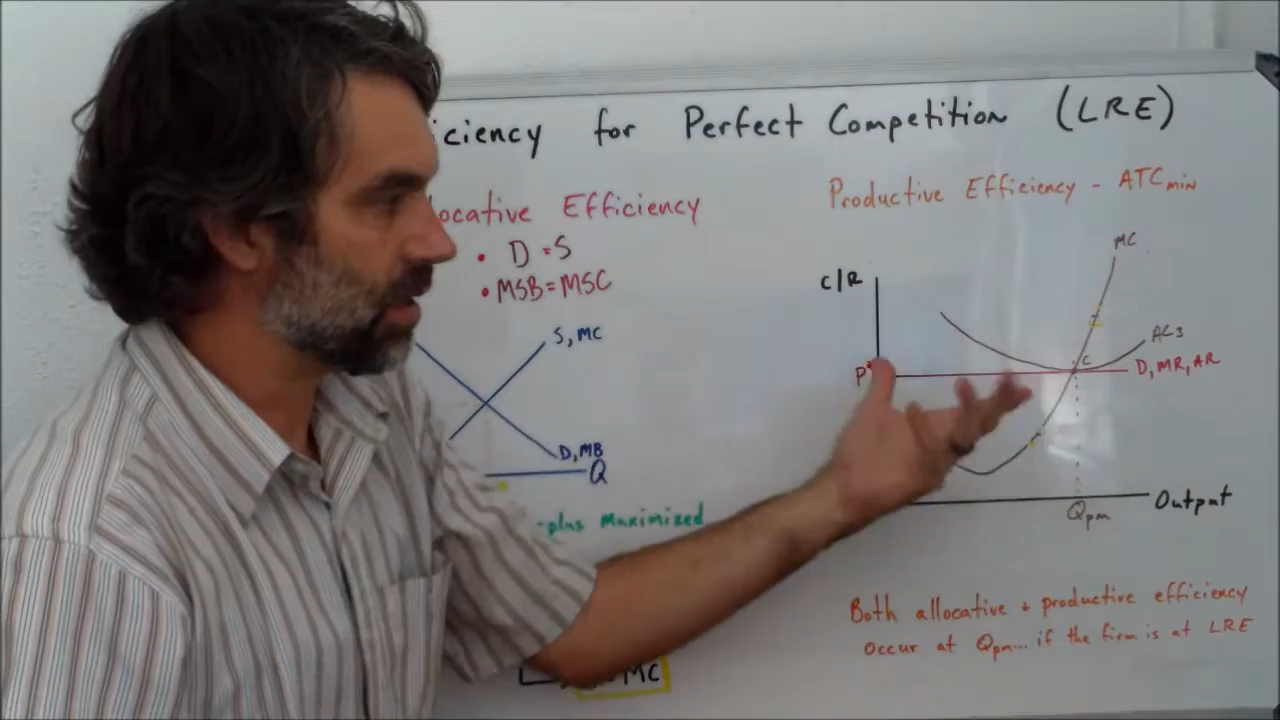 iciency for Perfect Competition (LRE)
locative Efficiency
• D = S
• MSB = MSC
S, MC
D, MB
Q
-plus Maximized
MC
Productive Efficiency - ATCmin
C/R
MC
AC3
C
P*
D, MR, AR
Output
Qpm
Both allocative + productive efficiency
occur at Qpm... if the firm is at LRE